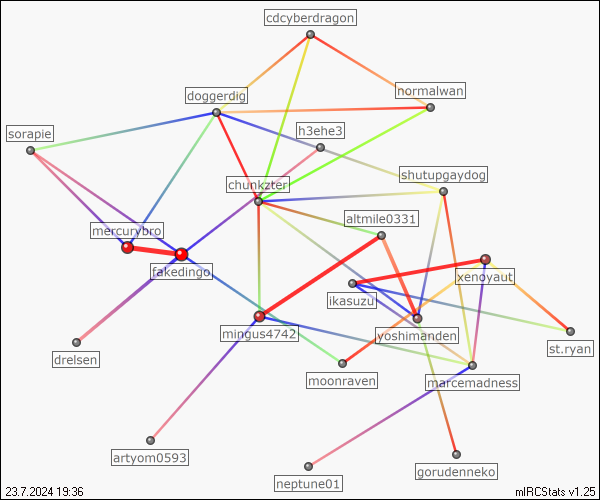 cdcyberdragon
normalwan
doggerdig
h3ehe3
sorapie
shutupgaydog
chunkzter
altmile0331
mercurybro
fakedingo
xenoyaut
ikasuzu
mingus4742
yoshimanden
st.ryan
drelsen
moonraven
marcemadness
artyom0593
gorudenneko
neptune01
23.7.2024 19:36
mIRCStats v1.25